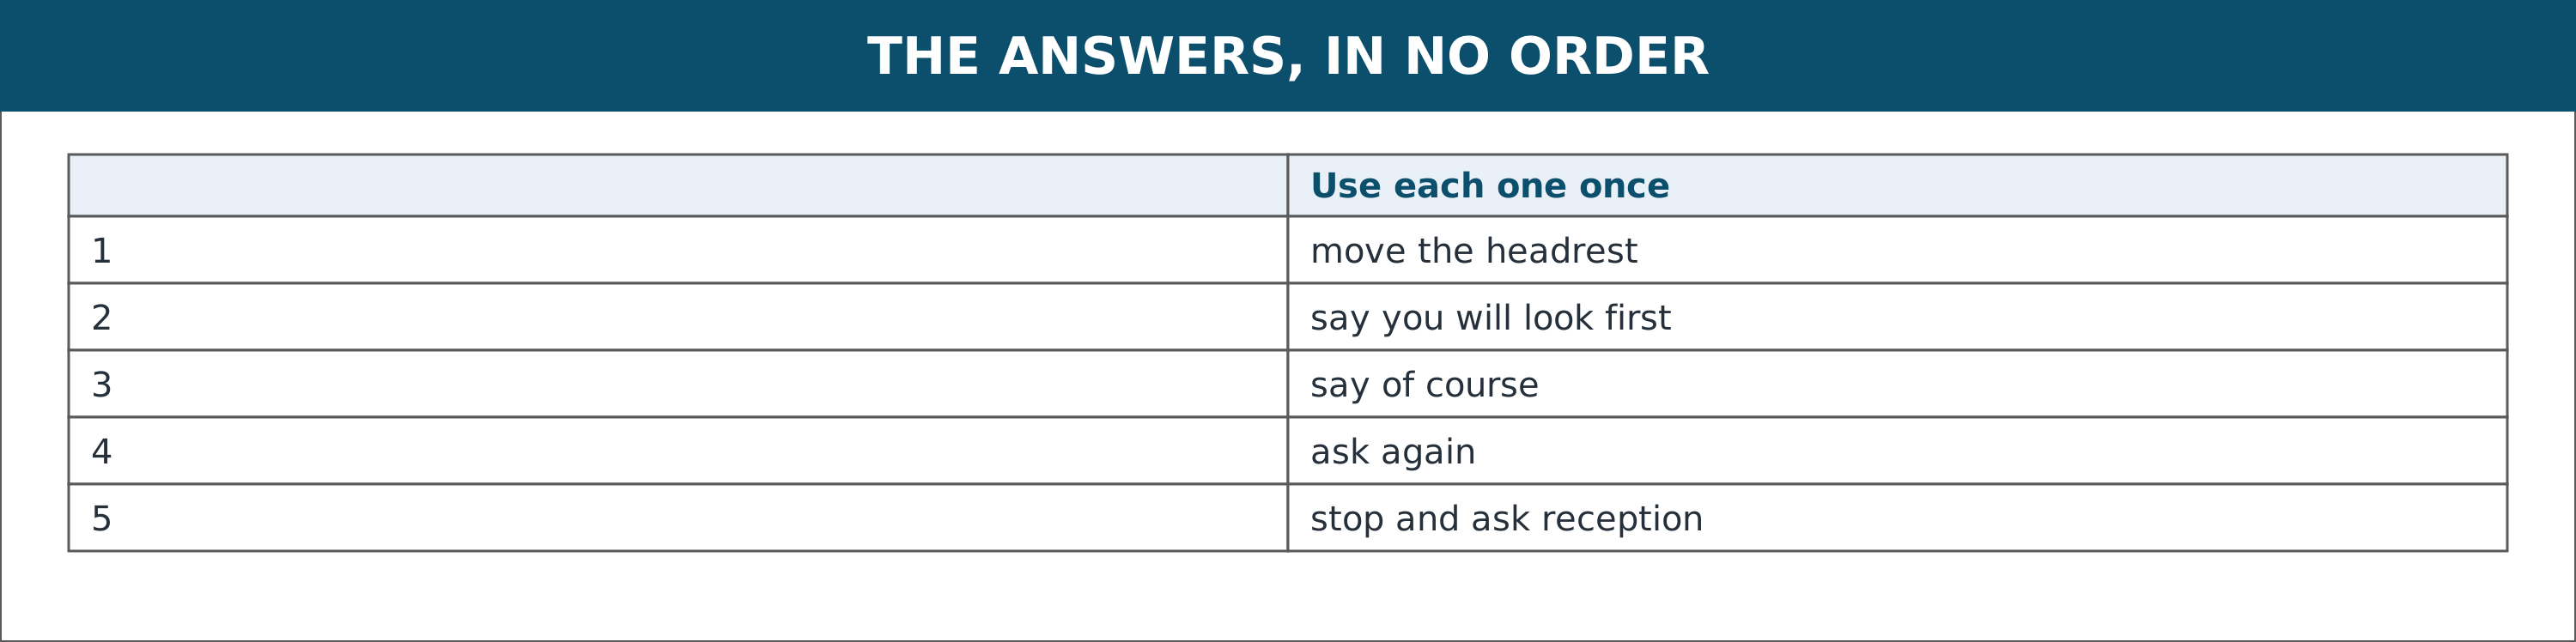 THE ANSWERS, IN NO ORDER
Use each one once
1 move the headrest
2 say you will look first
3 say of course
4 ask again
5 stop and ask reception